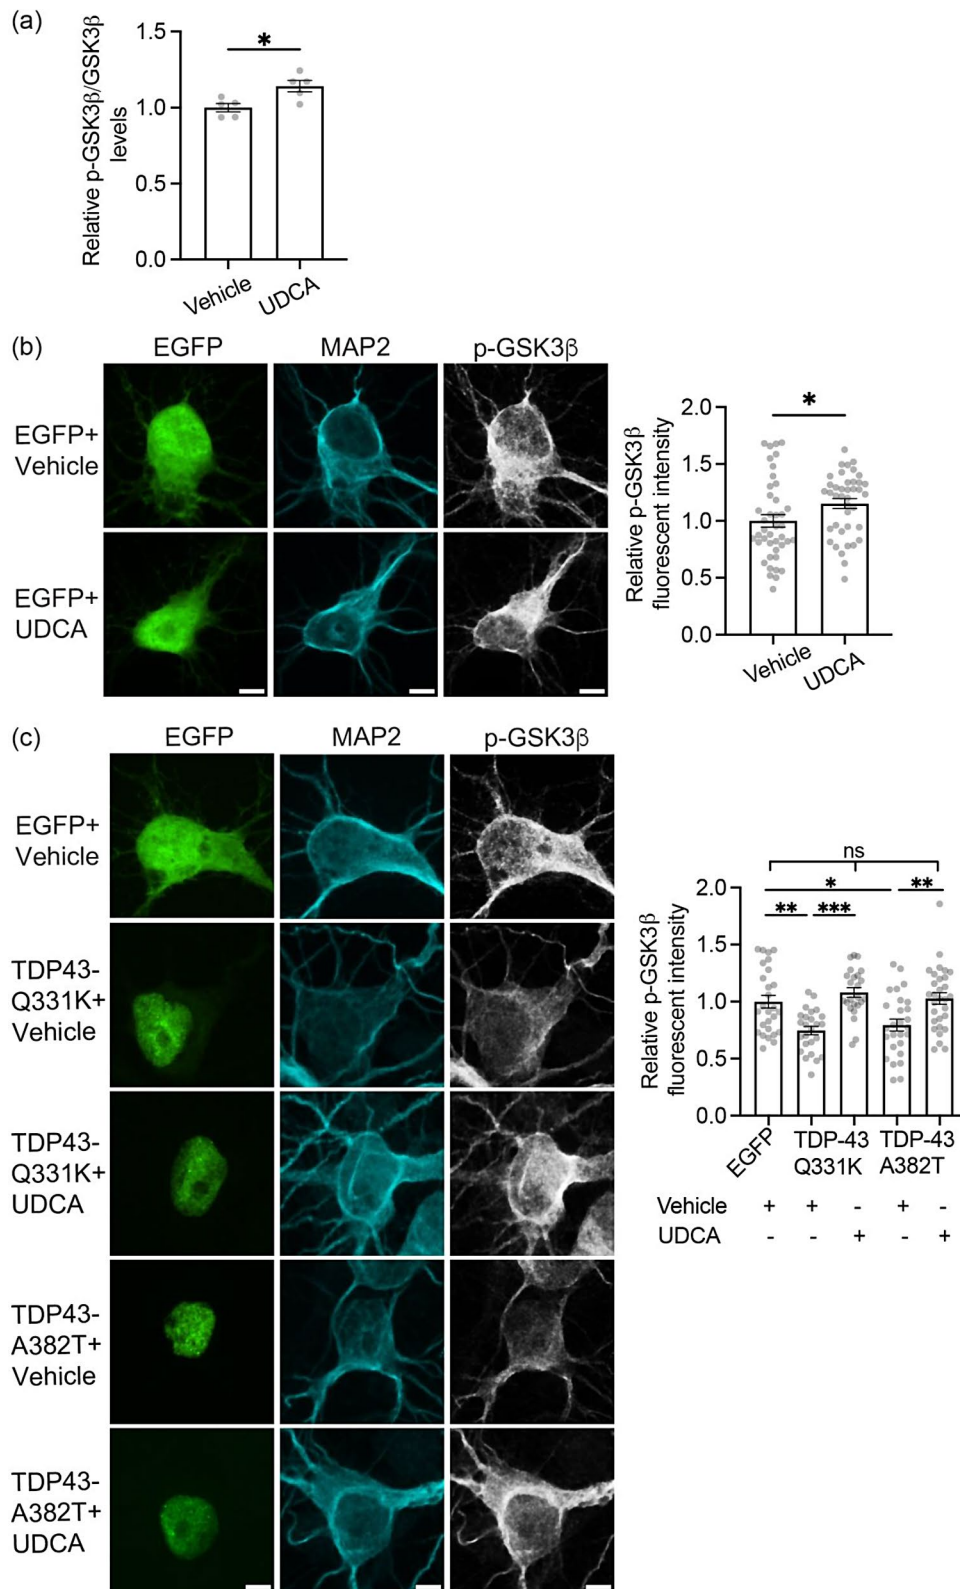 (a)
Relative p-GSK3β/GSK3β
levels
1.5
1.0
0.5
0.0
*
Vehicle
UDCA
(b)
EGFP
MAP2
p-GSK3β
EGFP+
Vehicle
EGFP+
UDCA
Relative p-GSK3β
fluorescent intensity
2.0
1.5
1.0
0.5
0.0
*
Vehicle
UDCA
(c)
EGFP
MAP2
p-GSK3β
EGFP+
Vehicle
TDP43-
Q331K+
Vehicle
TDP43-
Q331K+
UDCA
TDP43-
A382T+
Vehicle
TDP43-
A382T+
UDCA
Relative p-GSK3β
fluorescent intensity
2.0
1.5
1.0
0.5
0.0
ns
* **
** ***
EGFP
TDP-43
Q331K
TDP-43
A382T
Vehicle + + - + -
UDCA - - + - +